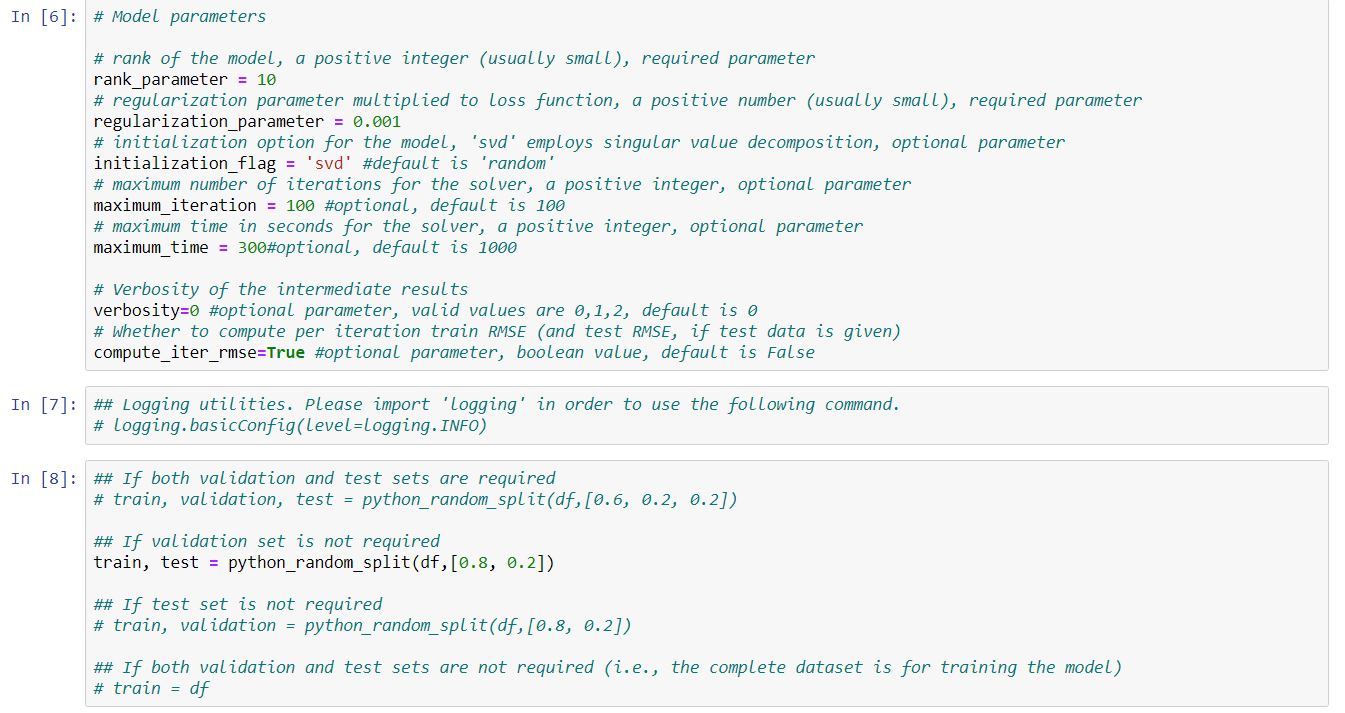 In [6]: # Model parameters
# rank of the model, a positive integer (usually small), required parameter
rank_parameter = 10
# regularization parameter multiplied to loss function, a positive number (usually small), required parameter
regularization_parameter = 0.001
# initialization option for the model, 'svd' employs singular value decomposition, optional parameter
initialization_flag = 'svd' #default is 'random'
# maximum number of iterations for the solver, a positive integer, optional parameter
maximum_iteration = 100 #optional, default is 100
# maximum time in seconds for the solver, a positive integer, optional parameter
maximum_time = 300#optional, default is 1000
# Verbosity of the intermediate results
verbosity=0 #optional parameter, valid values are 0,1,2, default is 0
# Whether to compute per iteration train RMSE (and test RMSE, if test data is given)
compute_iter_rmse=True #optional parameter, boolean value, default is False
In [7]: ## Logging utilities. Please import 'logging' in order to use the following command.
# logging.basicConfig(level=logging.INFO)
In [8]: ## If both validation and test sets are required
# train, validation, test = python_random_split(df,[0.6, 0.2, 0.2])
## If validation set is not required
train, test = python_random_split(df,[0.8, 0.2])
## If test set is not required
# train, validation = python_random_split(df,[0.8, 0.2])
## If both validation and test sets are not required (i.e., the complete dataset is for training the model)
# train = df